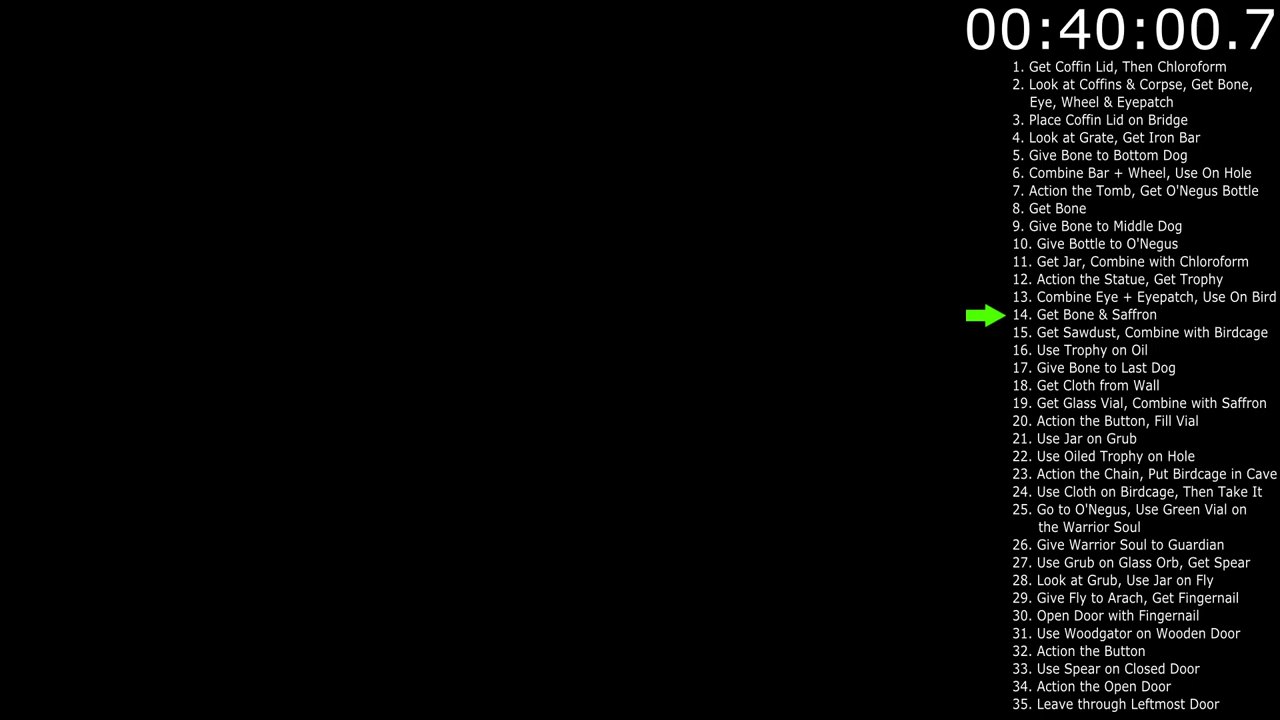 00:40:00.7
1. Get Coffin Lid, Then Chloroform
2. Look at Coffins & Corpse, Get Bone,
Eye, Wheel & Eyepatch
3. Place Coffin Lid on Bridge
4. Look at Grate, Get Iron Bar
5. Give Bone to Bottom Dog
6. Combine Bar + Wheel, Use On Hole
7. Action the Tomb, Get O'Negus Bottle
8. Get Bone
9. Give Bone to Middle Dog
10. Give Bottle to O'Negus
11. Get Jar, Combine with Chloroform
12. Action the Statue, Get Trophy
13. Combine Eye + Eyepatch, Use On Bird
14. Get Bone & Saffron
15. Get Sawdust, Combine with Birdcage
16. Use Trophy on Oil
17. Give Bone to Last Dog
18. Get Cloth from Wall
19. Get Glass Vial, Combine with Saffron
20. Action the Button, Fill Vial
21. Use Jar on Grub
22. Use Oiled Trophy on Hole
23. Action the Chain, Put Birdcage in Cave
24. Use Cloth on Birdcage, Then Take It
25. Go to O'Negus, Use Green Vial on
the Warrior Soul
26. Give Warrior Soul to Guardian
27. Use Grub on Glass Orb, Get Spear
28. Look at Grub, Use Jar on Fly
29. Give Fly to Arach, Get Fingernail
30. Open Door with Fingernail
31. Use Woodgator on Wooden Door
32. Action the Button
33. Use Spear on Closed Door
34. Action the Open Door
35. Leave through Leftmost Door